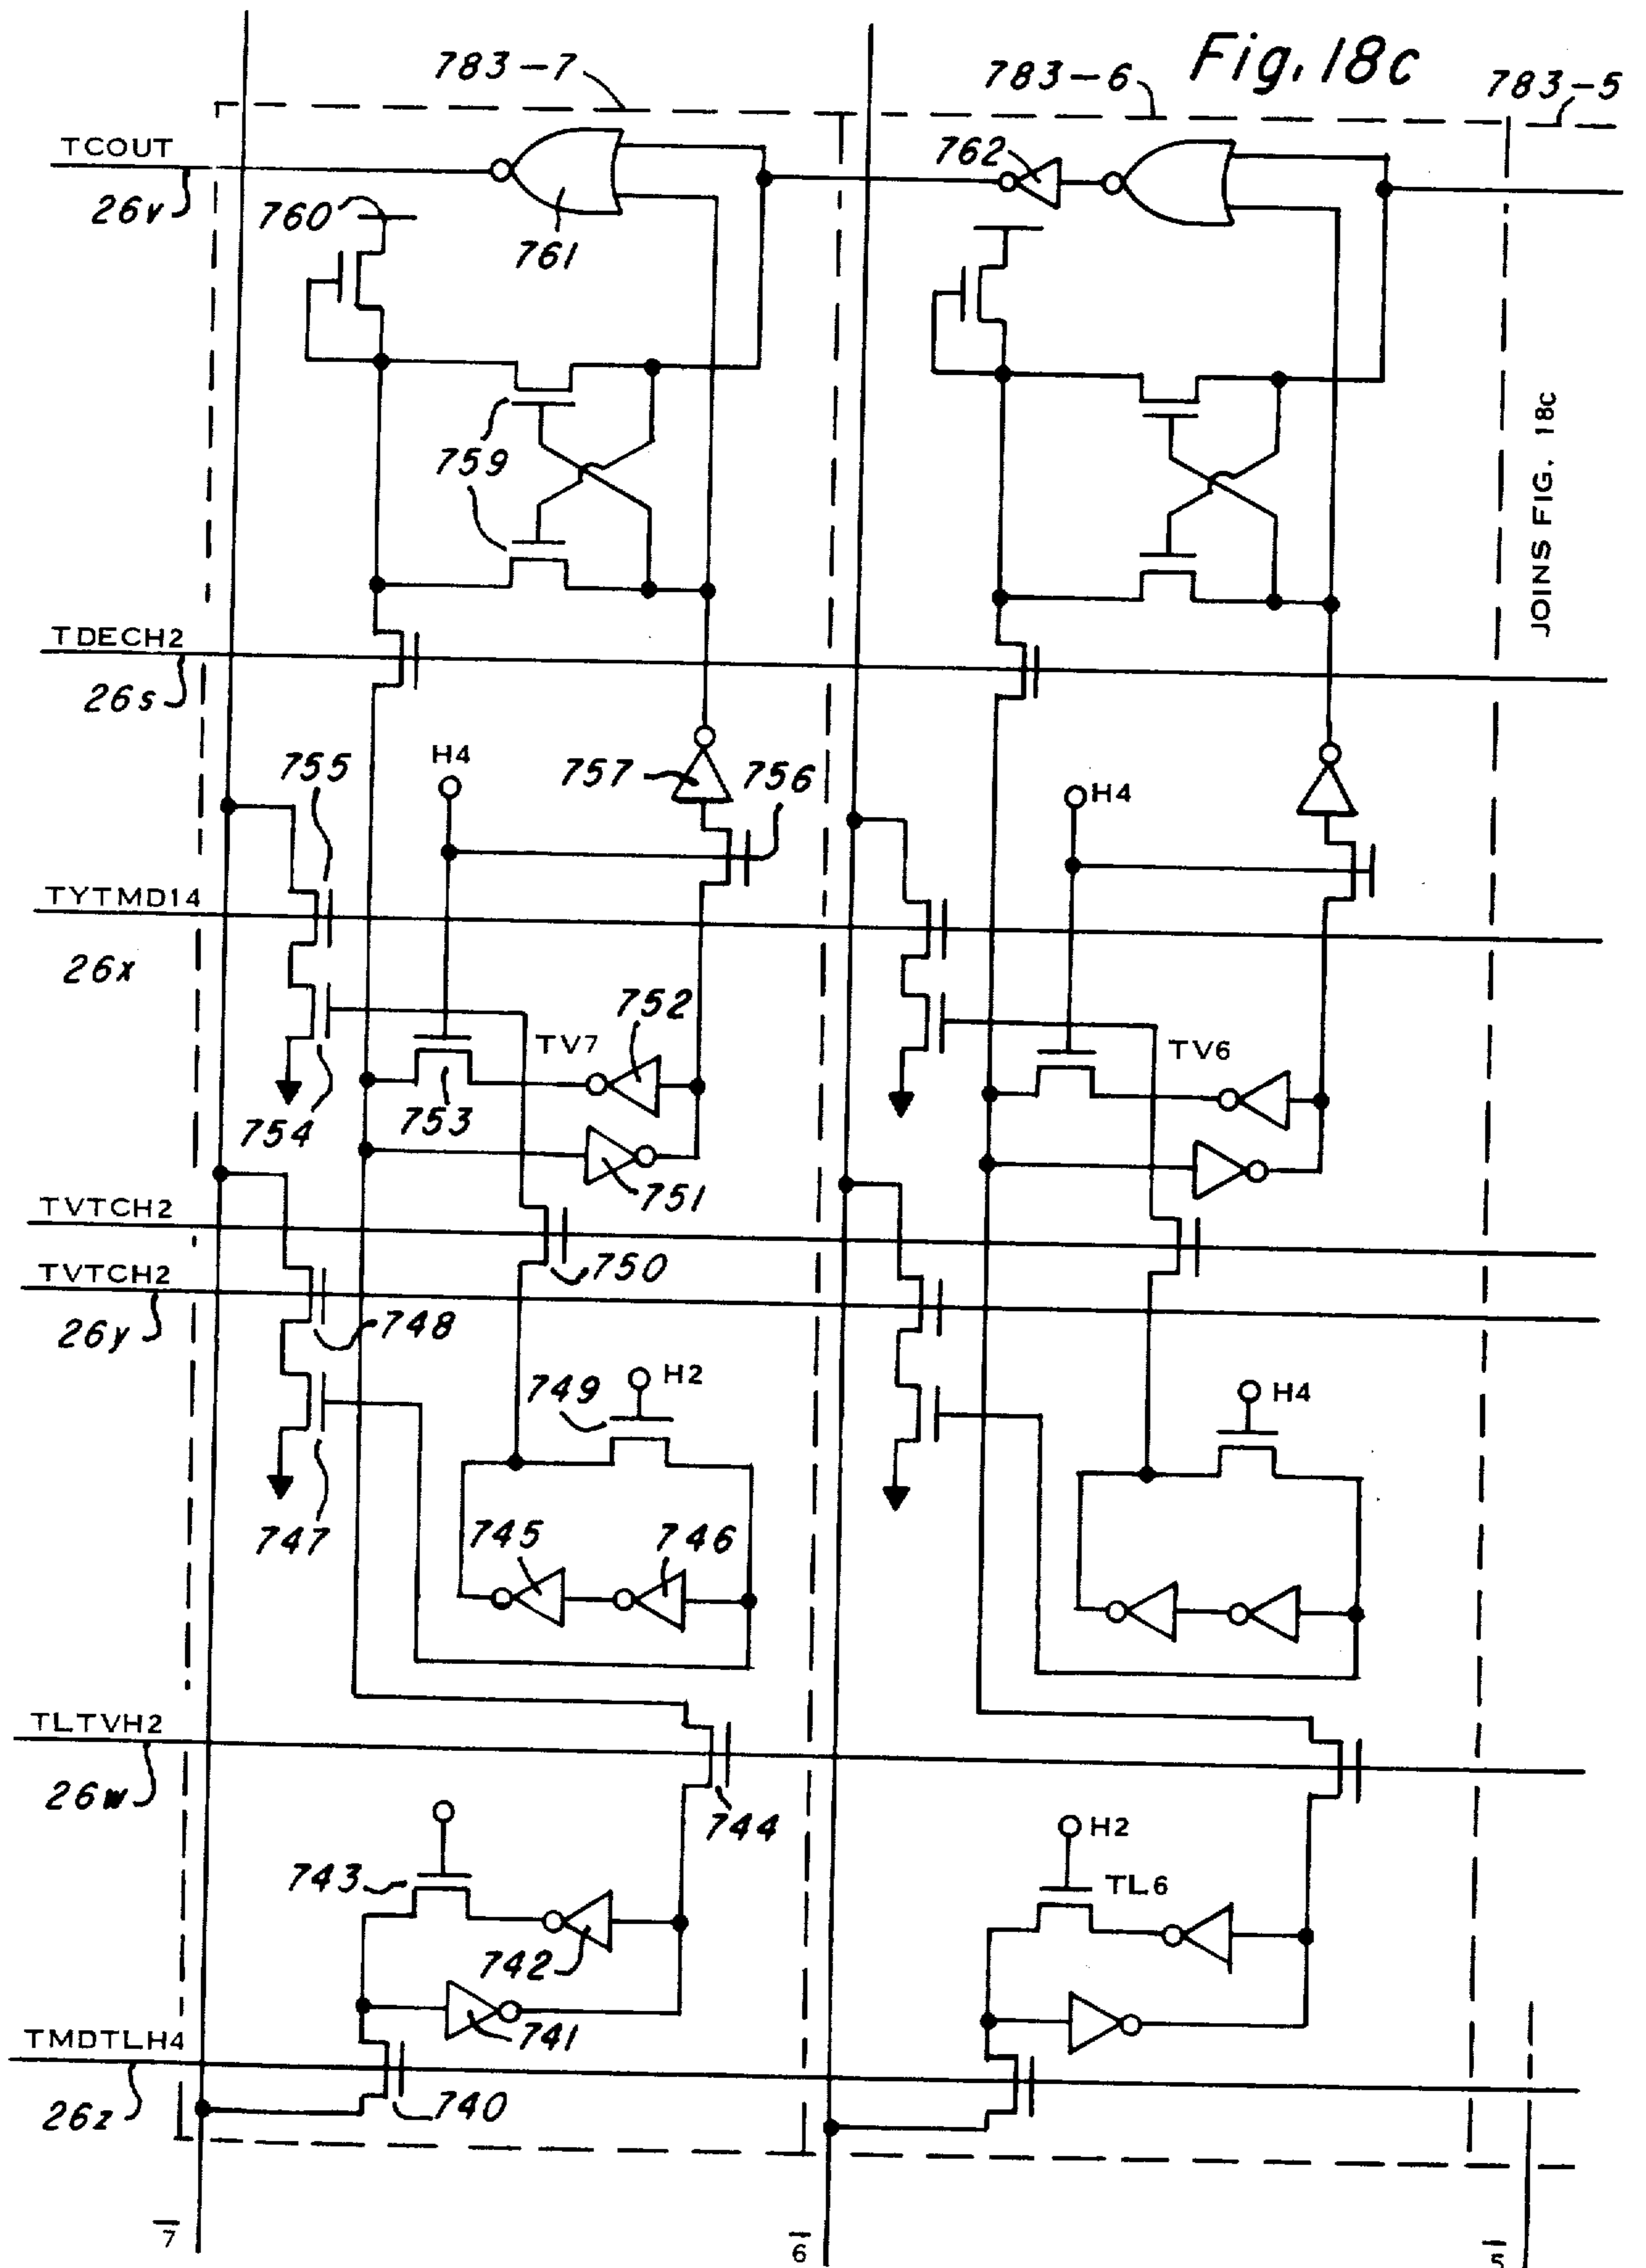 Fig. 18c
783-7
783-6
783-5
TCOUT
762
26v
760
761
JOINS FIG. 18c
759
TDECH2
26s
755
H4
757
756
H4
TYTMD14
26x
752
TV7
TV6
753
754
751
TVTCH2
750
TVTCH2
26y
748
749
H2
H4
745
746
747
TLTVH2
26w
744
743
H2
TL6
742
741
TMDTLH4
26z
740
7
6
5